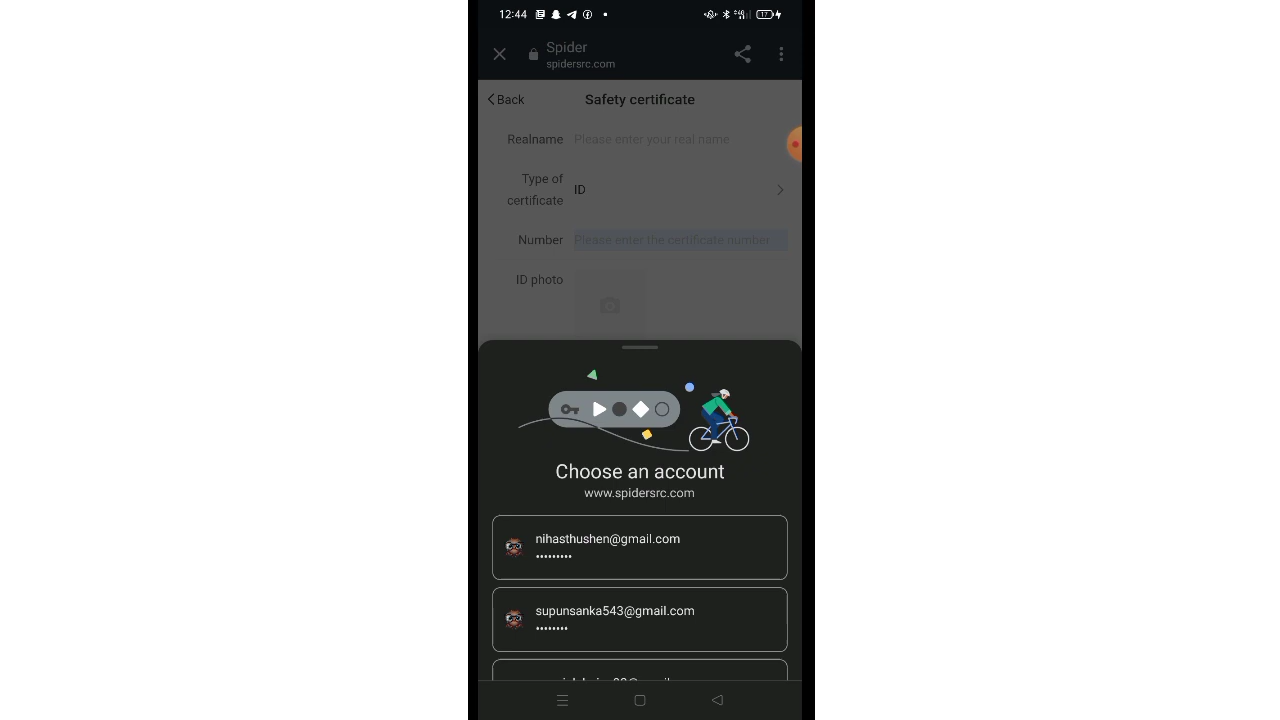 12:44
17
Spider
spidersrc.com
Back
Safety certificate
Realname
Please enter your real name
Type of
certificate
ID
Number
Please enter the certificate number
ID photo
Choose an account
www.spidersrc.com
nihasthushen@gmail.com
•••••••••
supunsanka543@gmail.com
••••••••